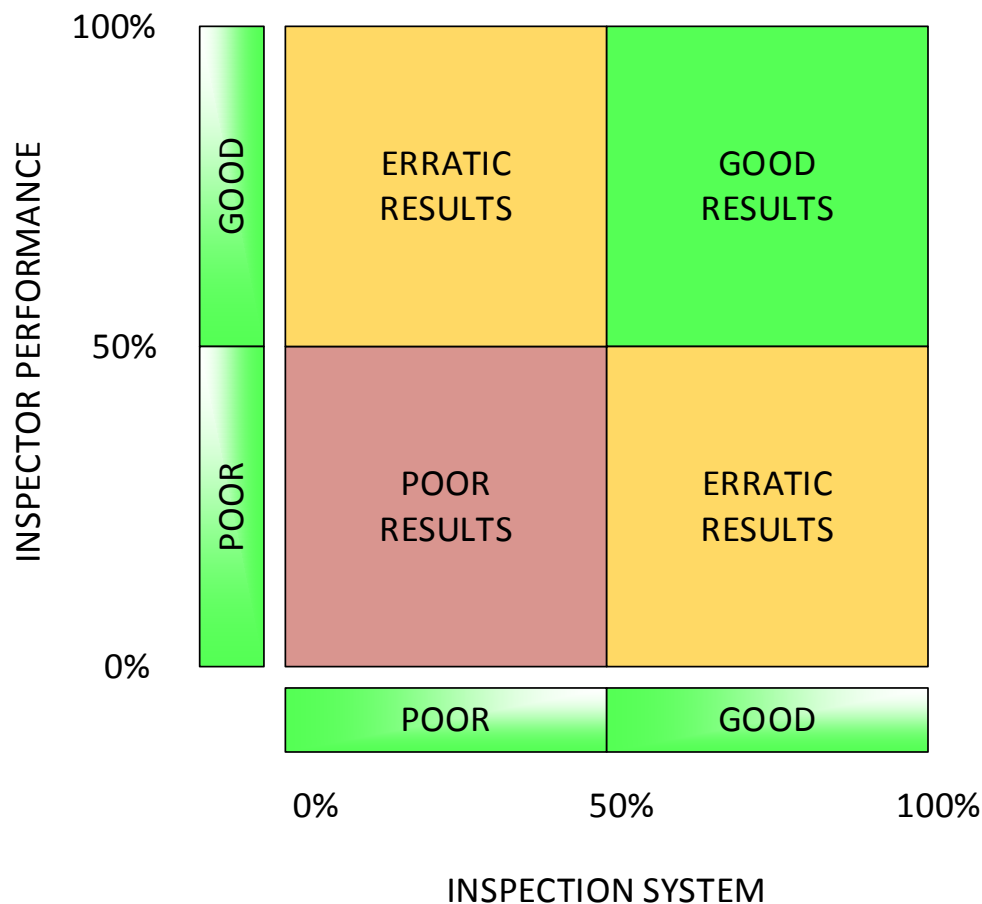 100%
INSPECTOR PERFORMANCE
GOOD
ERRATIC
RESULTS
GOOD
RESULTS
50%
POOR
POOR
RESULTS
ERRATIC
RESULTS
0%
POOR
GOOD
0%
50%
100%
INSPECTION SYSTEM